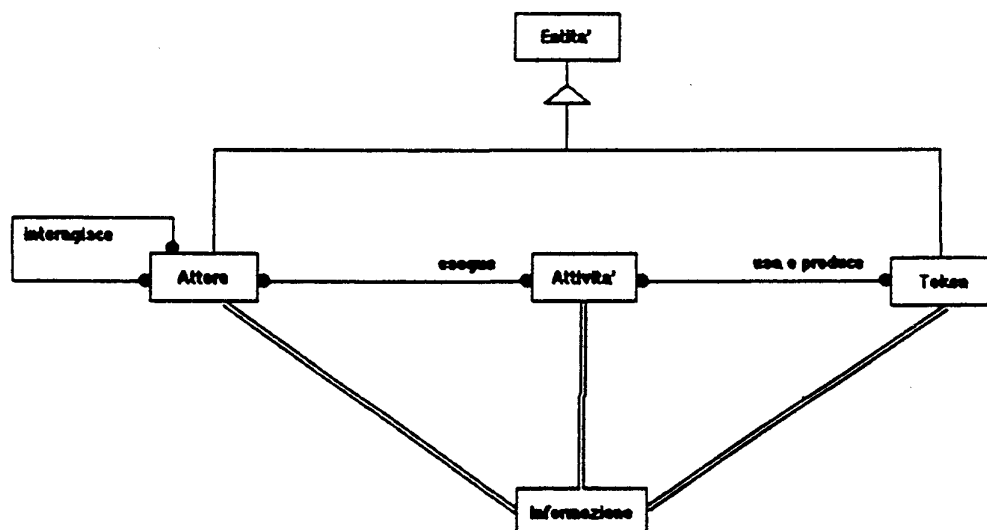 Entita'
interagisce
Attore
esegue
Attivita'
usa e produce
Token
Informazione